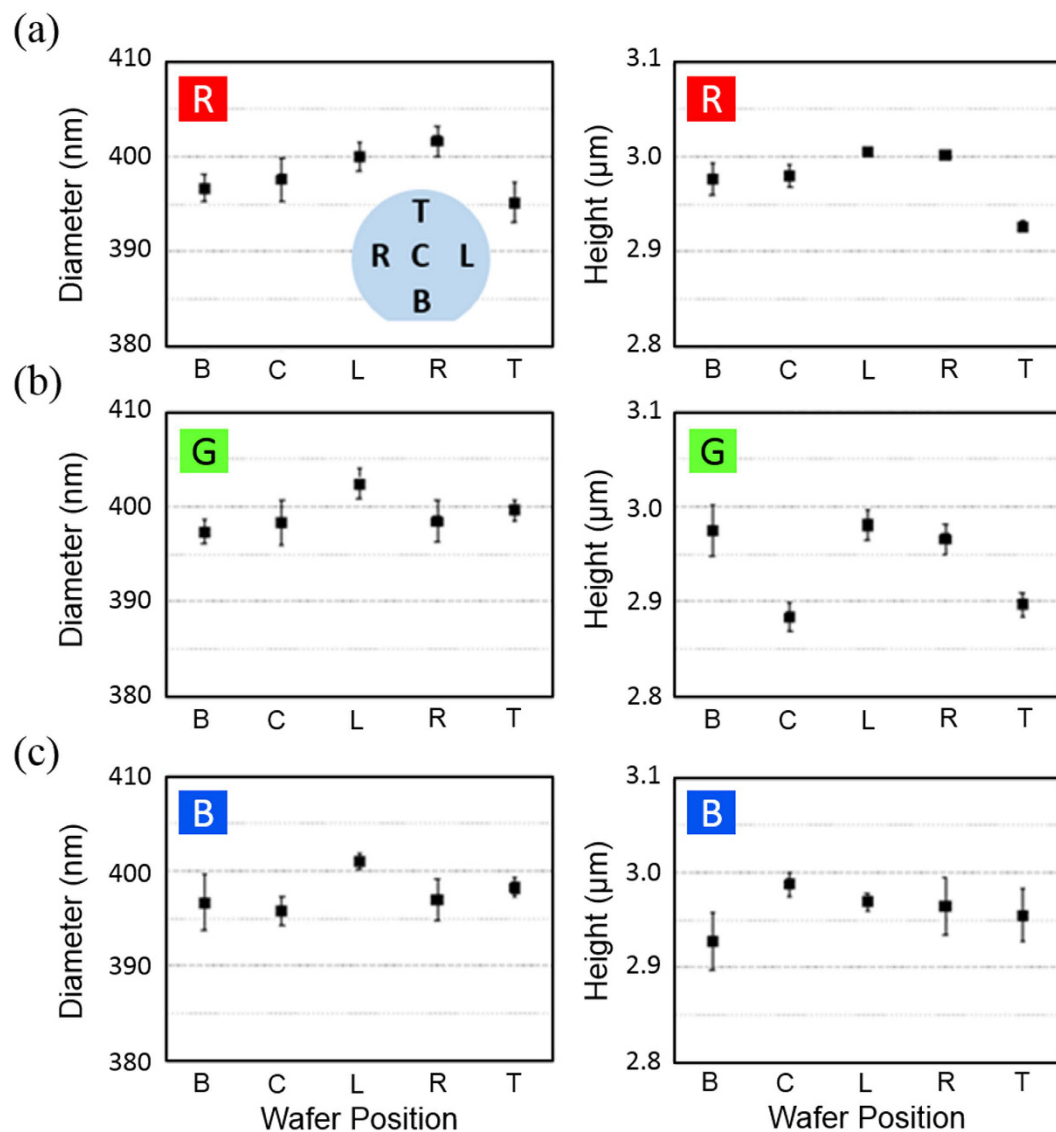 (a)
410
400
390
380
Diameter (nm)
R
T
R C L
B
B C L R T
3.1
3.0
2.9
2.8
Height (μm)
R
B C L R T
(b)
410
400
390
380
Diameter (nm)
G
B C L R T
3.1
3.0
2.9
2.8
Height (μm)
G
B C L R T
(c)
410
400
390
380
Diameter (nm)
B
B C L R T
Wafer Position
3.1
3.0
2.9
2.8
Height (μm)
B
B C L R T
Wafer Position